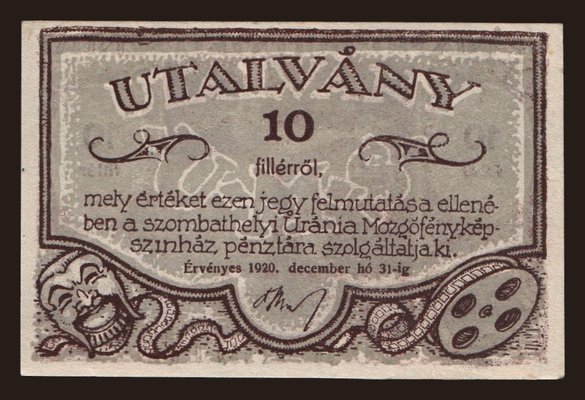 UTALVÁNY
10
fillérről,
mely értéket ezen jegy felmutatása ellené-
ben a szombathelyi Uránia Mozgófénykép-
szinház pénztára szolgáltatja ki.
Érvényes 1920. december hó 31-ig